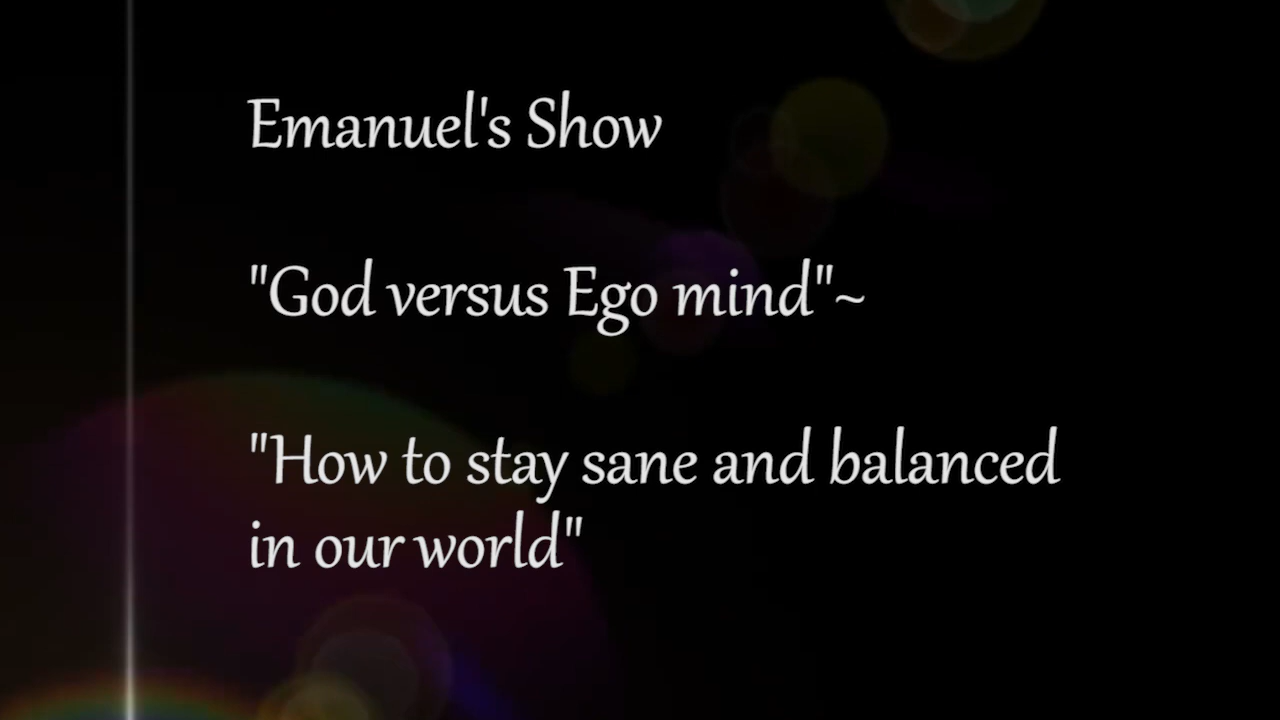 Emanuel's Show
"God versus Ego mind"~
"How to stay sane and balanced
in our world"